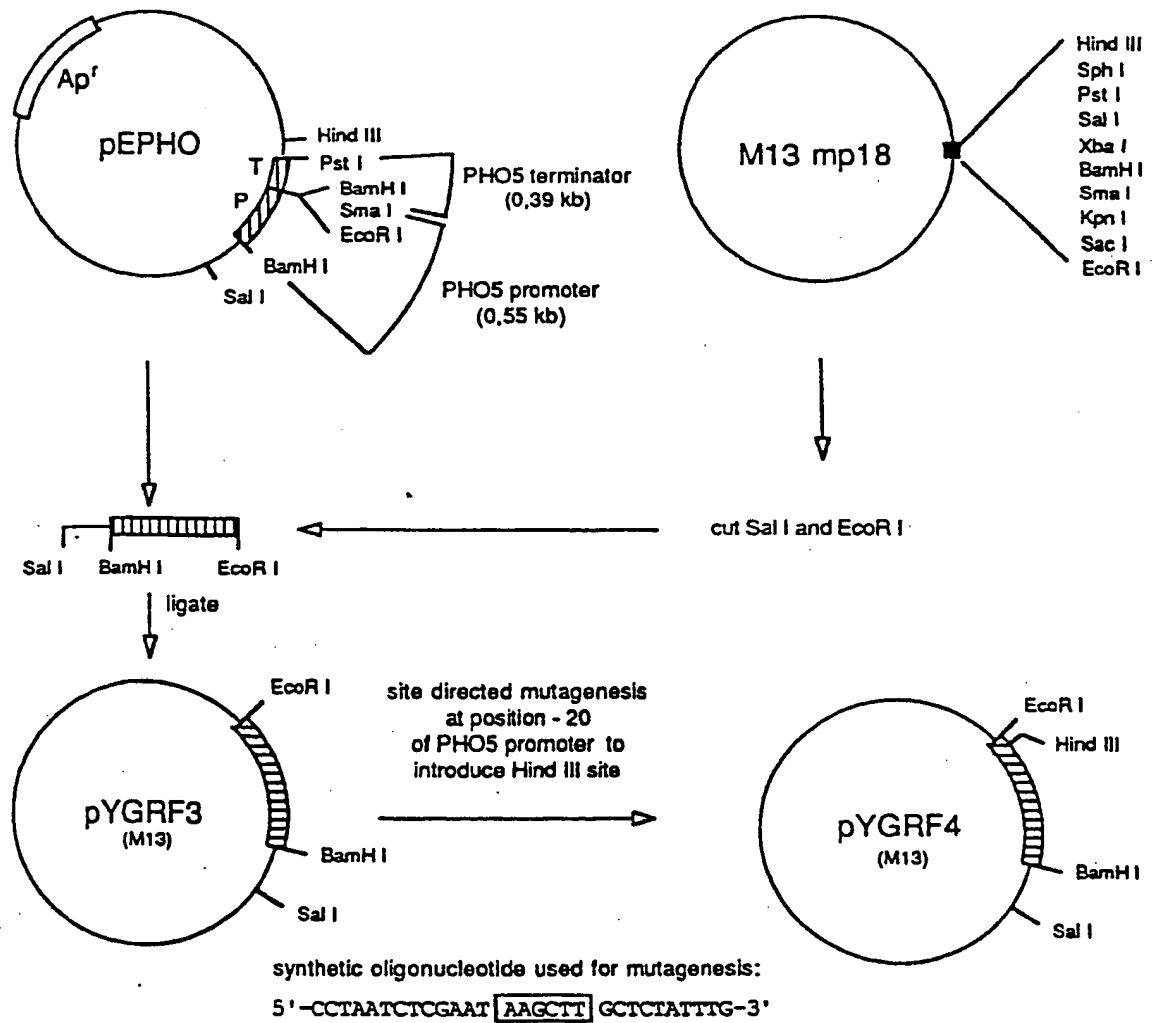 Apʳ
pEPHO
Hind III
T
Pst I
P
BamH I
Sma I
EcoR I
BamH I
Sal I
PHO5 terminator
(0,39 kb)
PHO5 promoter
(0,55 kb)
M13 mp18
Hind III
Sph I
Pst I
Sal I
Xba I
BamH I
Sma I
Kpn I
Sac I
EcoR I
cut Sal I and EcoR I
Sal I BamH I EcoR I
ligate
EcoR I
pYGRF3
(M13)
BamH I
Sal I
site directed mutagenesis
at position - 20
of PHO5 promoter to
introduce Hind III site
EcoR I
Hind III
pYGRF4
(M13)
BamH I
Sal I
synthetic oligonucleotide used for mutagenesis:
5'-CCTAATCTCGAAT AAGCTT GCTCTATTTG-3'